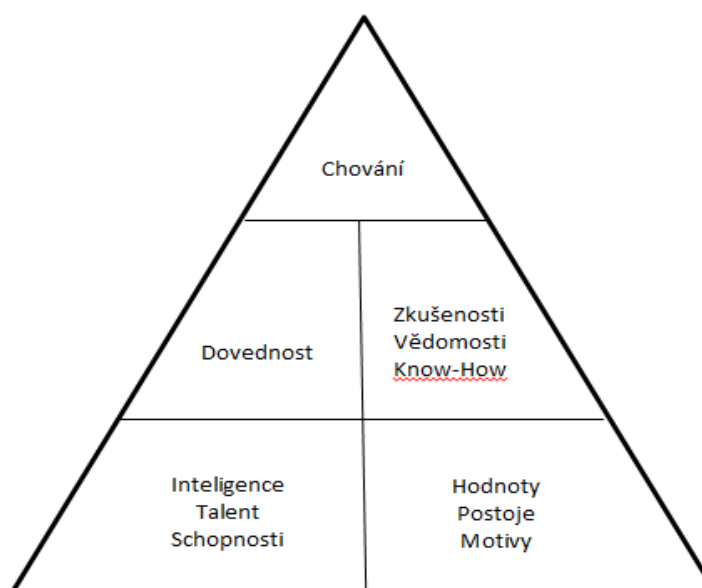 Chování
Dovednost
Zkušenosti
Vědomosti
Know-How
Inteligence
Talent
Schopnosti
Hodnoty
Postoje
Motivy